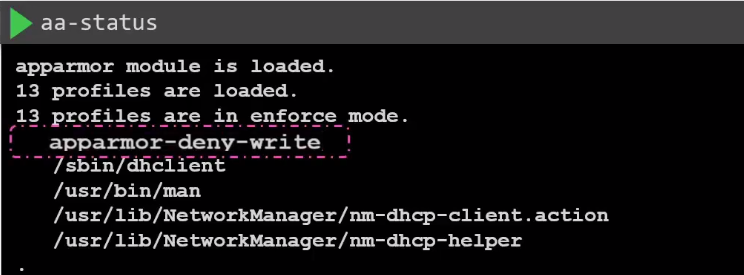 aa-status
apparmor module is loaded.
13 profiles are loaded.
13 profiles are in enforce mode.
apparmor-deny-write
/sbin/dhclient
/usr/bin/man
/usr/lib/NetworkManager/nm-dhcp-client.action
/usr/lib/NetworkManager/nm-dhcp-helper
.